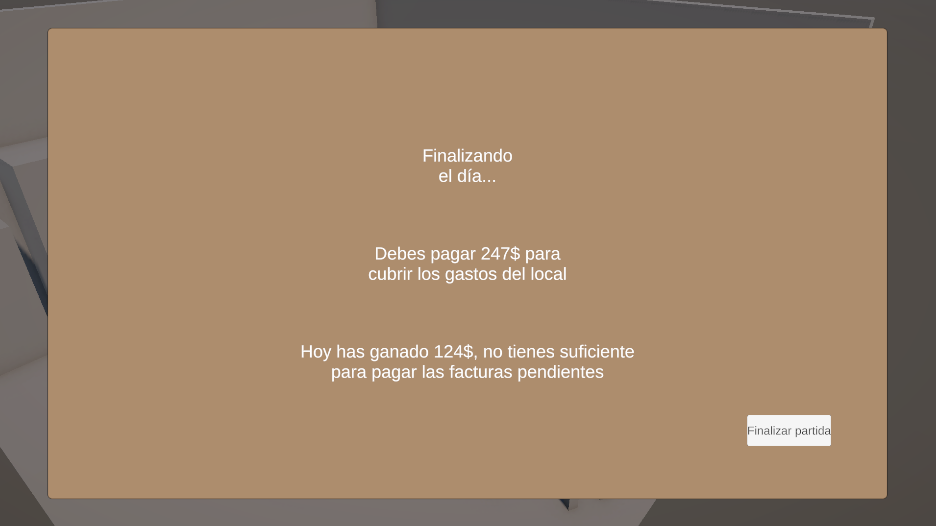 Finalizando
el día...
Debes pagar 247$ para
cubrir los gastos del local
Hoy has ganado 124$, no tienes suficiente
para pagar las facturas pendientes
Finalizar partida